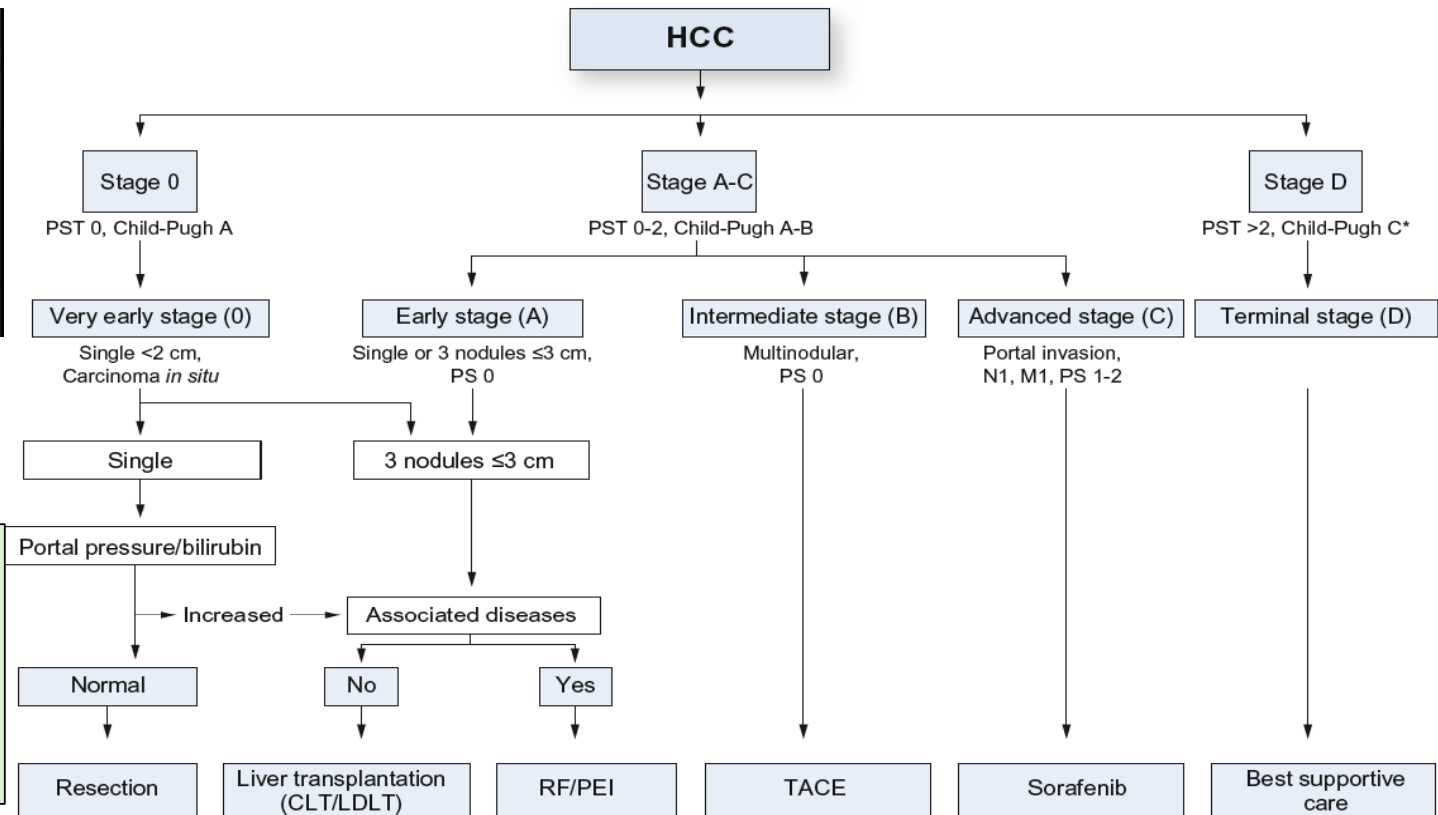 HCC
Stage 0
Stage A-C
Stage D
PST 0, Child-Pugh A
PST 0-2, Child-Pugh A-B
PST >2, Child-Pugh C*
Very early stage (0)
Early stage (A)
Intermediate stage (B)
Advanced stage (C)
Terminal stage (D)
Single <2 cm,
Carcinoma in situ
Single or 3 nodules ≤3 cm,
PS 0
Multinodular,
PS 0
Portal invasion,
N1, M1, PS 1-2
Single
3 nodules ≤3 cm
Portal pressure/bilirubin
Increased
Associated diseases
Normal
No
Yes
Resection
Liver transplantation
(CLT/LDLT)
RF/PEI
TACE
Sorafenib
Best supportive
care